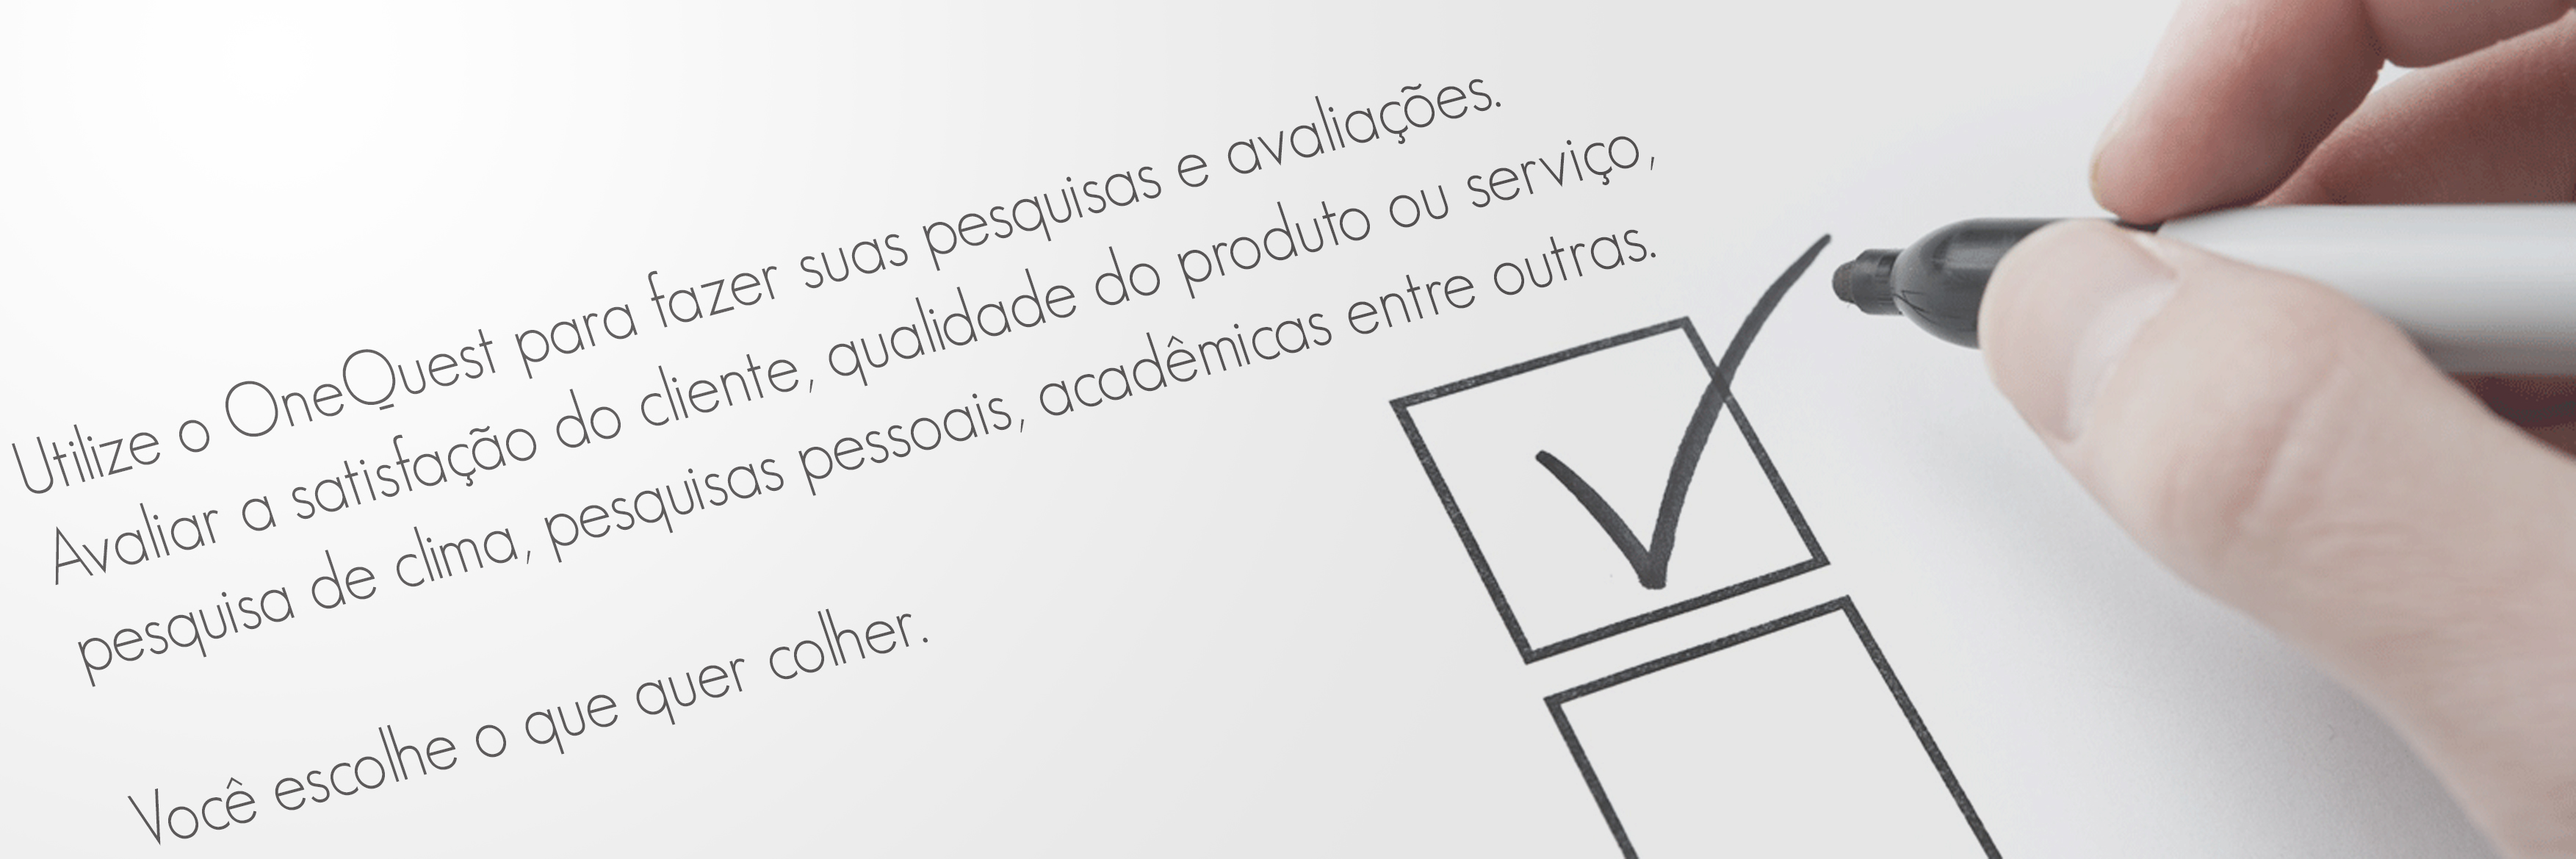 Utilize o OneQuest para fazer suas pesquisas e avaliações.
Avaliar a satisfação do cliente, qualidade do produto ou serviço,
pesquisa de clima, pesquisas pessoais, acadêmicas entre outras.
Você escolhe o que quer colher.